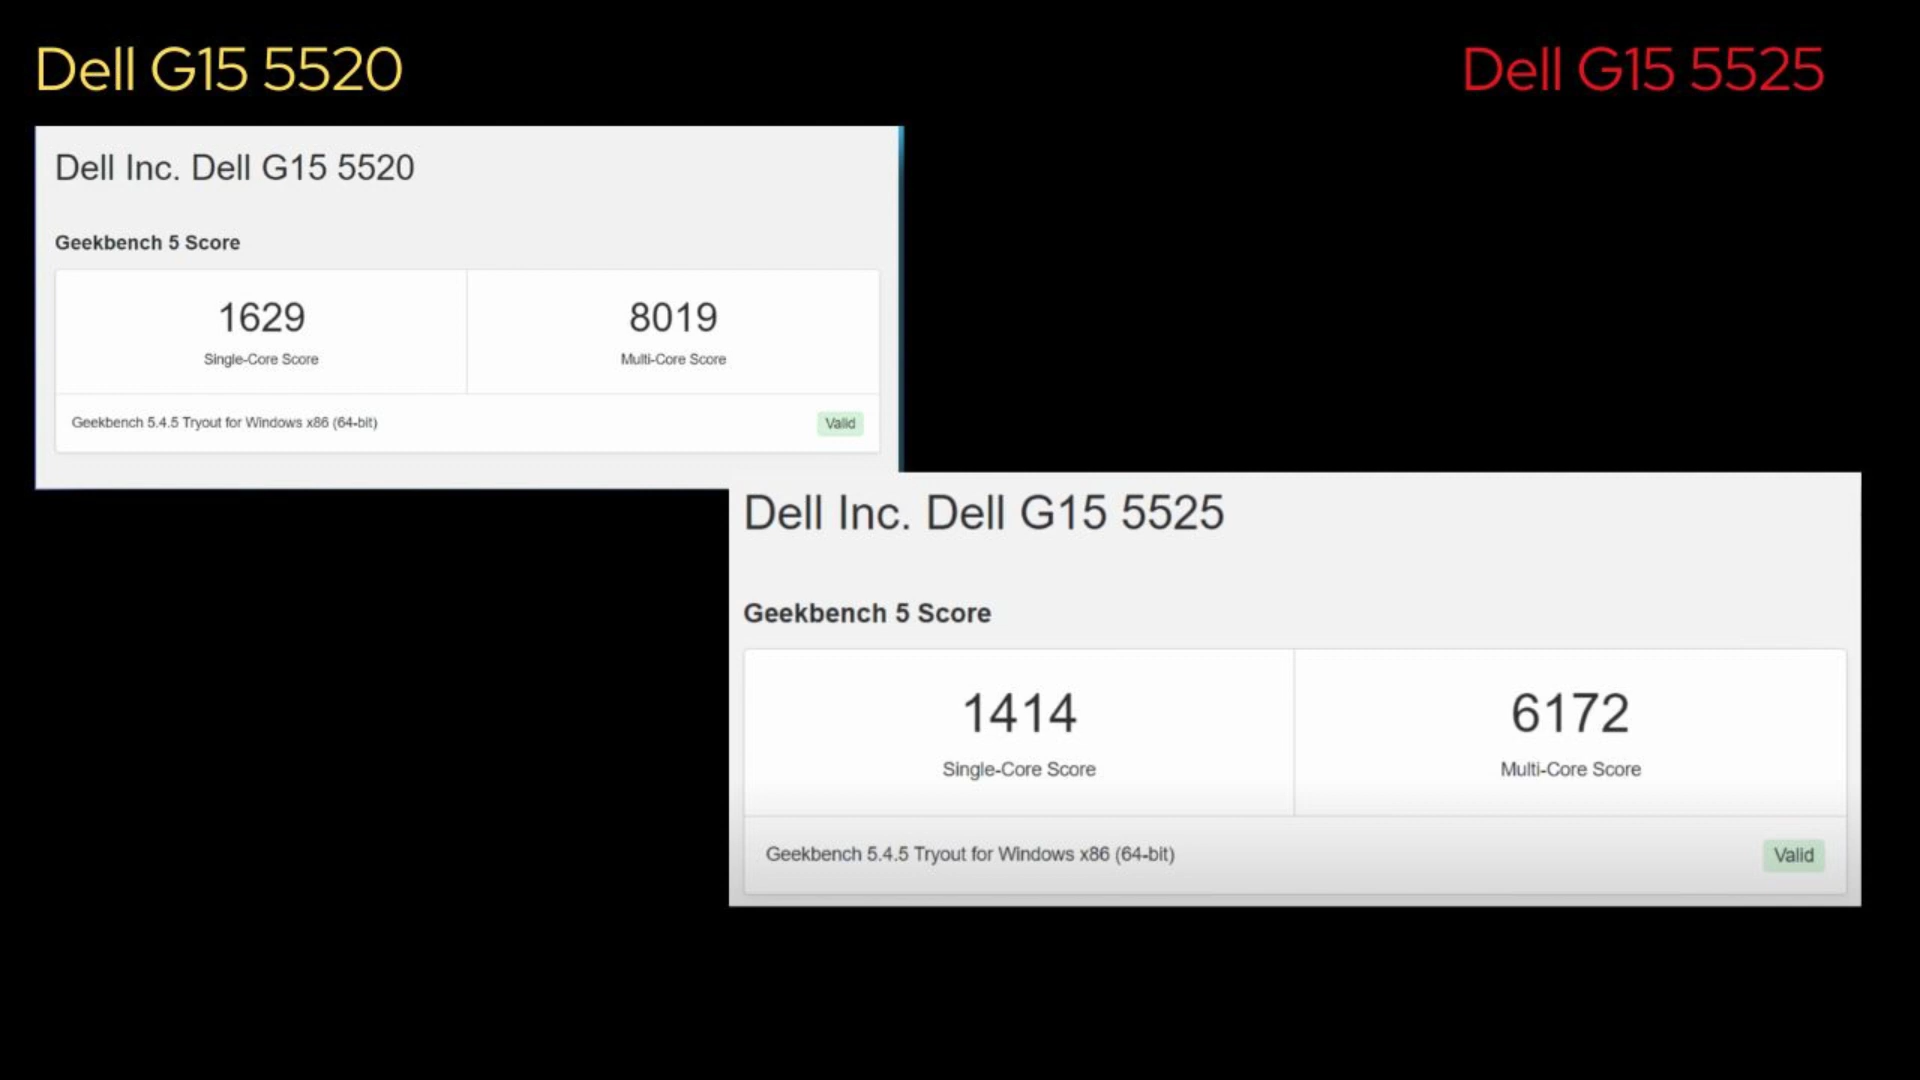 Dell G15 5520
Dell G15 5525
Dell Inc. Dell G15 5520
Geekbench 5 Score
1629
8019
Single-Core Score
Multi-Core Score
Geekbench 5.4.5 Tryout for Windows x86 (64-bit)
Valid
Dell Inc. Dell G15 5525
Geekbench 5 Score
1414
6172
Single-Core Score
Multi-Core Score
Geekbench 5.4.5 Tryout for Windows x86 (64-bit)
Valid